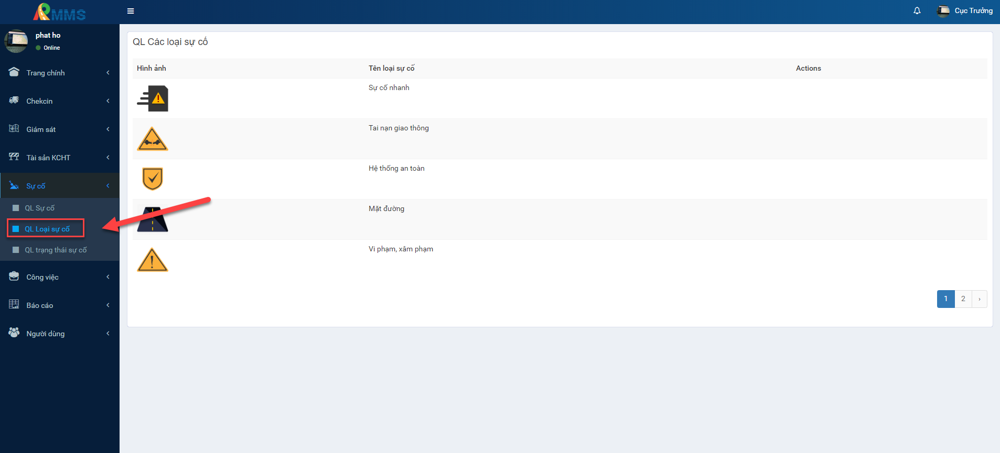 RMMS
Cục Trưởng
phat ho
Online
Trang chính
Chekcin
Giám sát
Tài sản KCHT
Sự cố
QL Sự cố
QL Loại sự cố
QL trạng thái sự cố
Công việc
Báo cáo
Người dùng
QL Các loại sự cố
Hình ảnh Tên loại sự cố Actions
Sự cố nhanh
Tai nạn giao thông
Hệ thống an toàn
Mặt đường
Vi phạm, xâm phạm
1 2 ›